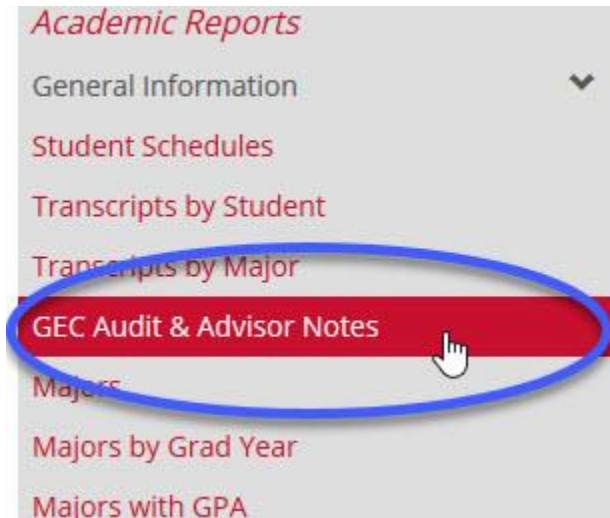 Academic Reports
General Information
Student Schedules
Transcripts by Student
Transcripts by Major
GEC Audit & Advisor Notes
Majors
Majors by Grad Year
Majors with GPA